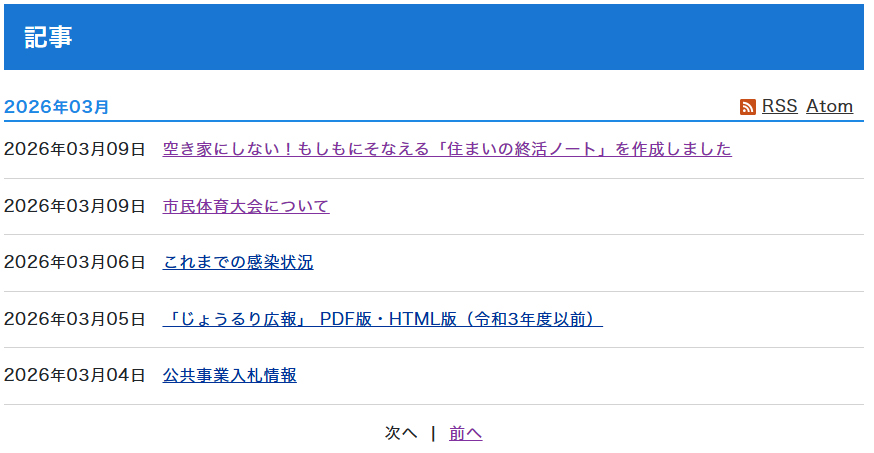 記事
2026年03月 RSS Atom
2026年03月09日 空き家にしない！もしもにそなえる「住まいの終活ノート」を作成しました
2026年03月09日 市民体育大会について
2026年03月06日 これまでの感染状況
2026年03月05日 「じょうるり広報」 PDF版・HTML版（令和3年度以前）
2026年03月04日 公共事業入札情報
次へ | 前へ